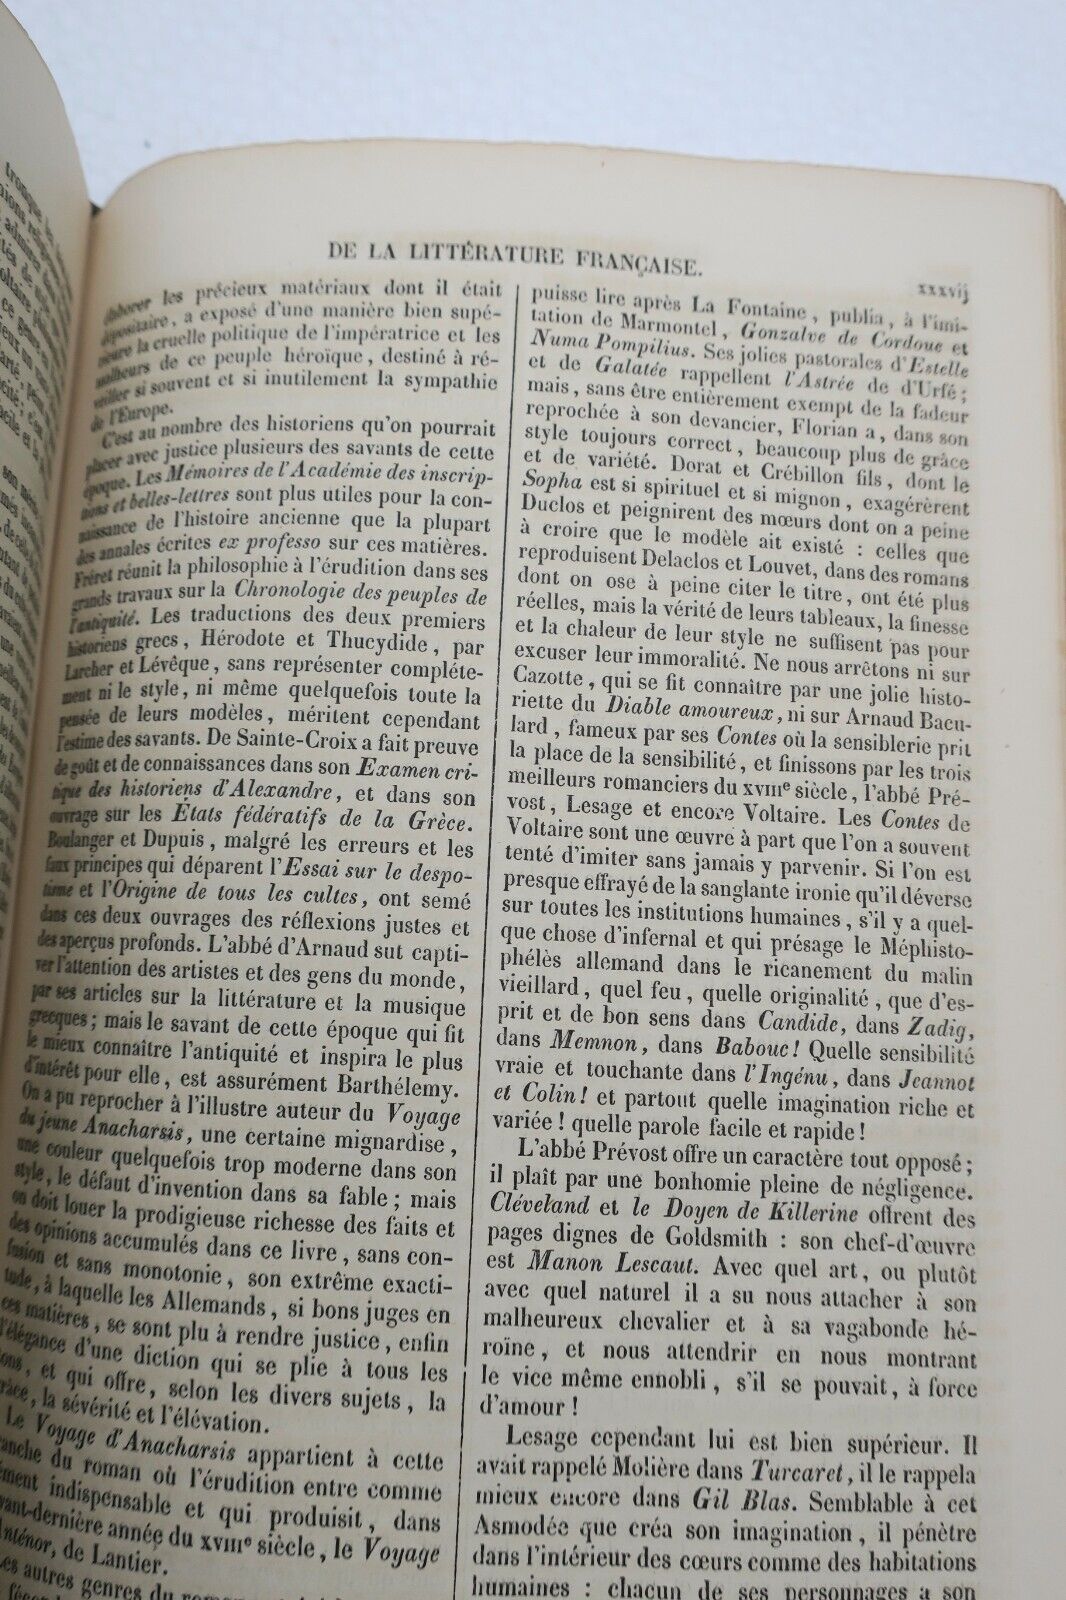 DE LA LITTÉRATURE FRANÇAISE.
xxxvij
élaborer les précieux matériaux dont il était
dépositaire, a exposé d'une manière bien supé-
rieure la cruelle politique de l'impératrice et les
malheurs de ce peuple héroïque, destiné à ré-
veiller si souvent et si inutilement la sympathie
de l'Europe.
C'est au nombre des historiens qu'on pourrait
placer avec justice plusieurs des savants de cette
époque. Les Mémoires de l'Académie des inscrip-
tions et belles-lettres sont plus utiles pour la con-
naissance de l'histoire ancienne que la plupart
des annales écrites ex professo sur ces matières.
Fréret réunit la philosophie à l'érudition dans ses
grands travaux sur la Chronologie des peuples de
l'antiquité. Les traductions des deux premiers
historiens grecs, Hérodote et Thucydide, par
Larcher et Lévêque, sans représenter compléte-
ment ni le style, ni même quelquefois toute la
pensée de leurs modèles, méritent cependant
l'estime des savants. De Sainte-Croix a fait preuve
de goût et de connaissances dans son Examen cri-
tique des historiens d'Alexandre, et dans son
ouvrage sur les États fédératifs de la Grèce.
Boulanger et Dupuis, malgré les erreurs et les
faux principes qui déparent l'Essai sur le despo-
tisme et l'Origine de tous les cultes, ont semé
dans ces deux ouvrages des réflexions justes et
des aperçus profonds. L'abbé d'Arnaud sut capti-
ver l'attention des artistes et des gens du monde,
par ses articles sur la littérature et la musique
grecques; mais le savant de cette époque qui fit
le mieux connaître l'antiquité et inspira le plus
d'intérêt pour elle, est assurément Barthélemy.
On a pu reprocher à l'illustre auteur du Voyage
du jeune Anacharsis, une certaine mignardise,
une couleur quelquefois trop moderne dans son
style, le défaut d'invention dans sa fable; mais
on doit louer la prodigieuse richesse des faits et
des opinions accumulés dans ce livre, sans con-
fusion et sans monotonie, son extrême exacti-
tude, à laquelle les Allemands, si bons juges en
ces matières, se sont plu à rendre justice, enfin
l'élégance d'une diction qui se plie à tous les
tons, et qui offre, selon les divers sujets, la
grâce, la sévérité et l'élévation.
Le Voyage d'Anacharsis appartient à cette
branche du roman où l'érudition entre comme
élément indispensable et qui produisit, dans
l'avant-dernière année du XVIIIe siècle, le Voyage
d'Anténor, de Lantier.
Les autres genres du
puisse lire après La Fontaine, publia, à l'imi-
tation de Marmontel, Gonzalve de Cordoue et
Numa Pompilius. Ses jolies pastorales d'Estelle
et de Galatée rappellent l'Astrée de d'Urfé;
mais, sans être entièrement exempt de la fadeur
reprochée à son devancier, Florian a, dans son
style toujours correct, beaucoup plus de grâce
et de variété. Dorat et Crébillon fils, dont le
Sopha est si spirituel et si mignon, exagérèrent
Duclos et peignirent des mœurs dont on a peine
à croire que le modèle ait existé : celles que
reproduisent Delaclos et Louvet, dans des romans
dont on ose à peine citer le titre, ont été plus
réelles, mais la vérité de leurs tableaux, la finesse
et la chaleur de leur style ne suffisent pas pour
excuser leur immoralité. Ne nous arrêtons ni sur
Cazotte, qui se fit connaître par une jolie histo-
riette du Diable amoureux, ni sur Arnaud Bacu-
lard, fameux par ses Contes où la sensiblerie prit
la place de la sensibilité, et finissons par les trois
meilleurs romanciers du XVIIIe siècle, l'abbé Pré-
vost, Lesage et encore Voltaire. Les Contes de
Voltaire sont une œuvre à part que l'on a souvent
tenté d'imiter sans jamais y parvenir. Si l'on est
presque effrayé de la sanglante ironie qu'il déverse
sur toutes les institutions humaines, s'il y a quel-
que chose d'infernal et qui présage le Méphisto-
phélès allemand dans le ricanement du malin
vieillard, quel feu, quelle originalité, que d'es-
prit et de bon sens dans Candide, dans Zadig,
dans Memnon, dans Babouc! Quelle sensibilité
vraie et touchante dans l'Ingénu, dans Jeannot
et Colin! et partout quelle imagination riche et
variée! quelle parole facile et rapide!
L'abbé Prévost offre un caractère tout opposé;
il plaît par une bonhomie pleine de négligence.
Cléveland et le Doyen de Killerine offrent des
pages dignes de Goldsmith : son chef-d'œuvre
est Manon Lescaut. Avec quel art, ou plutôt
avec quel naturel il a su nous attacher à son
malheureux chevalier et à sa vagabonde hé-
roïne, et nous attendrir en nous montrant
le vice même ennobli, s'il se pouvait, à force
d'amour!
Lesage cependant lui est bien supérieur. Il
avait rappelé Molière dans Turcaret, il le rappela
mieux encore dans Gil Blas. Semblable à cet
Asmodée que créa son imagination, il pénètre
dans l'intérieur des cœurs comme des habitations
humaines : chacun de ses personnages a son